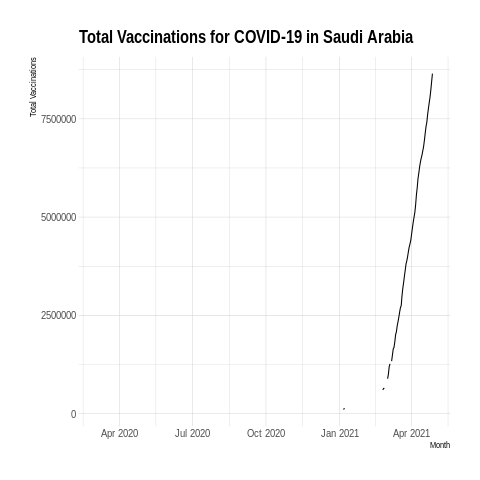 Total Vaccinations for COVID-19 in Saudi Arabia
Total Vaccinations
7500000
5000000
2500000
0
Apr 2020 Jul 2020 Oct 2020 Jan 2021 Apr 2021
Month